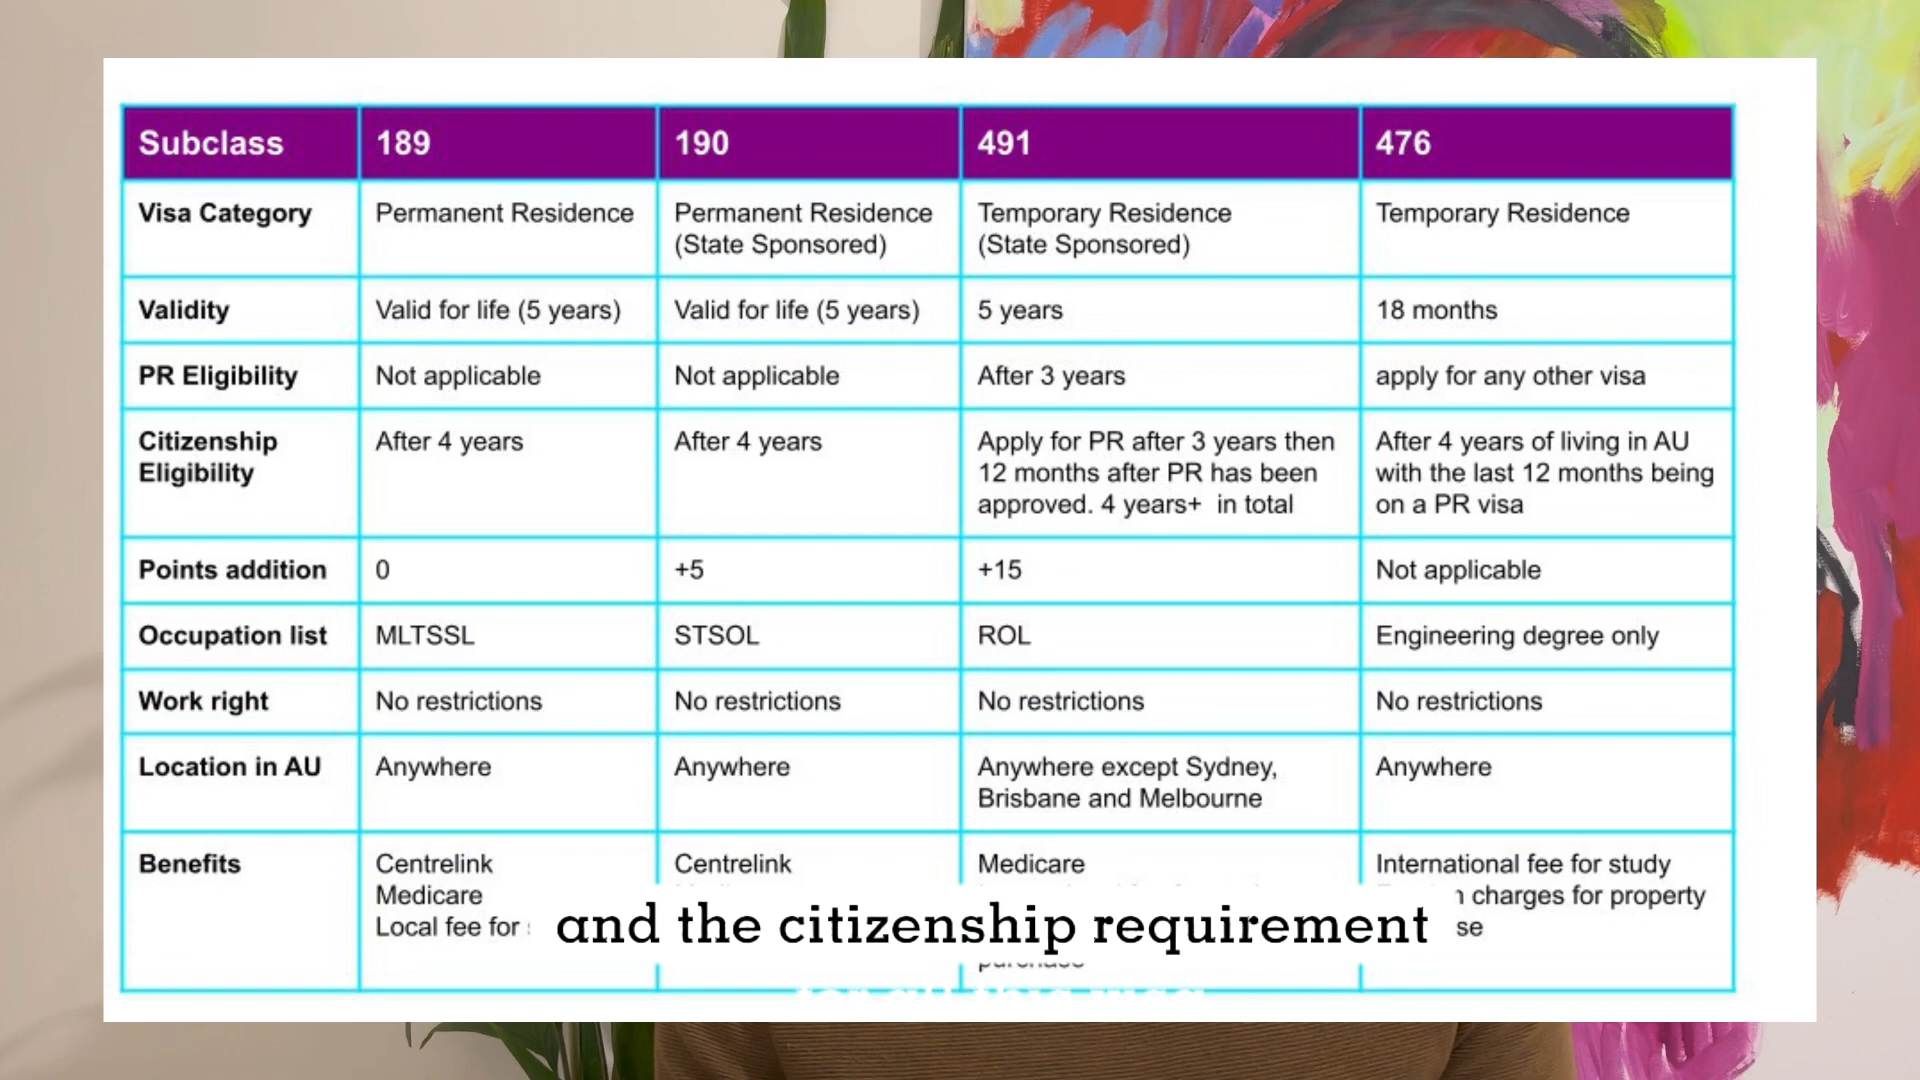 Subclass 189 190 491 476
Visa Category Permanent Residence Permanent Residence Temporary Residence Temporary Residence
(State Sponsored) (State Sponsored)
Validity Valid for life (5 years) Valid for life (5 years) 5 years 18 months
PR Eligibility Not applicable Not applicable After 3 years apply for any other visa
Citizenship After 4 years After 4 years Apply for PR after 3 years then After 4 years of living in AU
Eligibility 12 months after PR has been with the last 12 months being
approved. 4 years+ in total on a PR visa
Points addition 0 +5 +15 Not applicable
Occupation list MLTSSL STSOL ROL Engineering degree only
Work right No restrictions No restrictions No restrictions No restrictions
Location in AU Anywhere Anywhere Anywhere except Sydney, Anywhere
Brisbane and Melbourne
Benefits Centrelink Centrelink Medicare International fee for study
Medicare charges for property
Local fee for
and the citizenship requirement